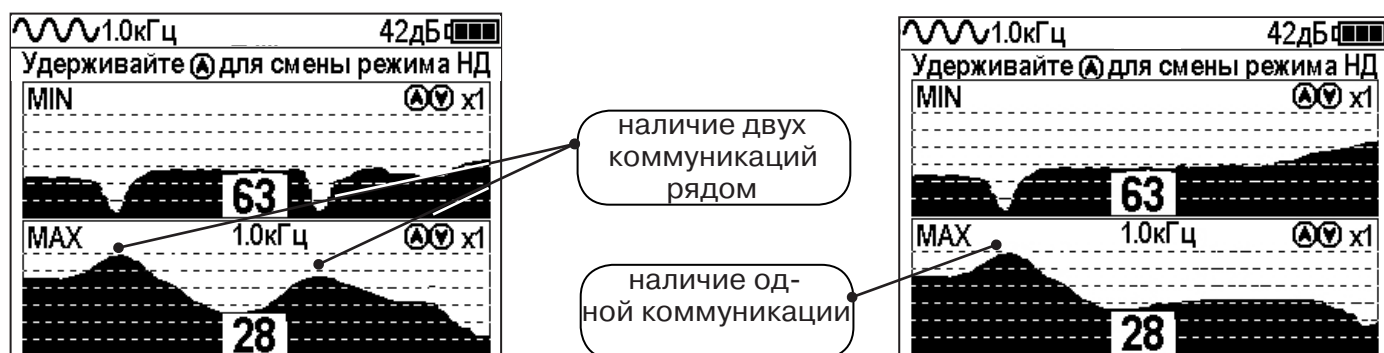 1.0кГц 42дБ
Удерживайте Ⓐ для смены режима НД
MIN x1
63
MAX 1.0кГц x1
28
наличие двух
коммуникаций
рядом
наличие од-
ной коммуникации
1.0кГц 42дБ
Удерживайте Ⓐ для смены режима НД
MIN x1
63
MAX 1.0кГц x1
28